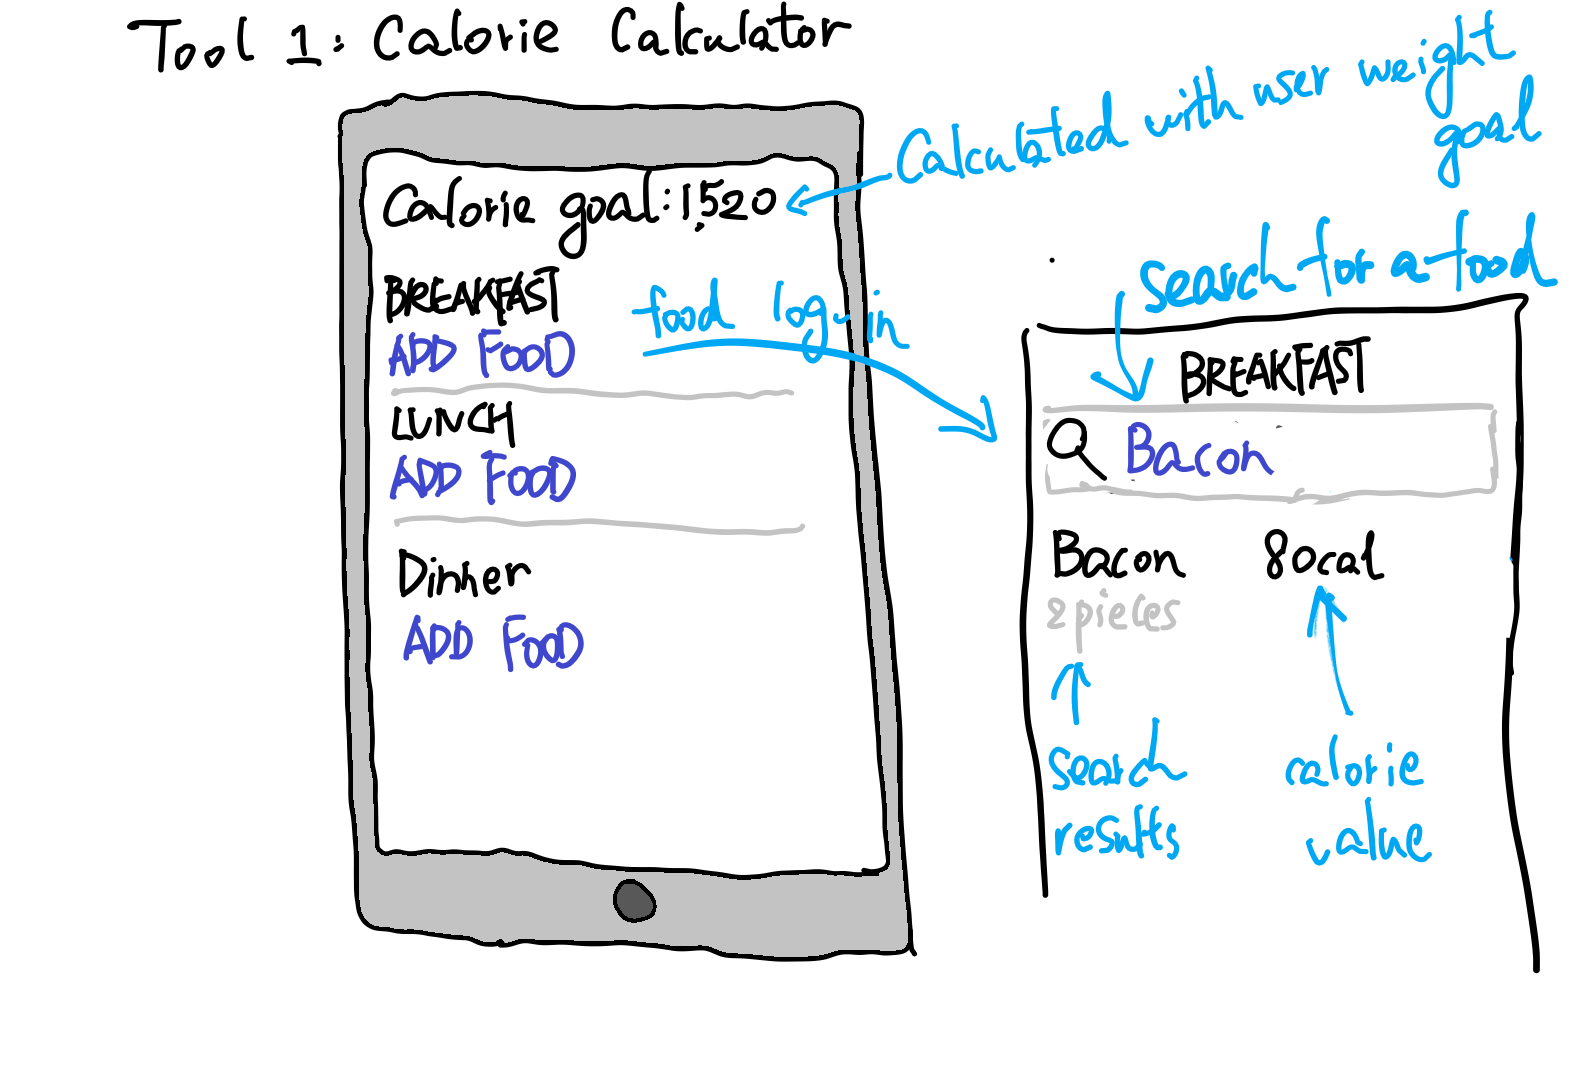 Tool 1: Calorie Calculator
Calculated with user weight
goal
Calorie goal: 1,520
BREAKFAST
ADD FOOD
food log-in
LUNCH
ADD FOOD
Dinner
ADD FOOD
search for a food
BREAKFAST
Bacon
Bacon 80cal
2 pieces
search
results
calorie
value